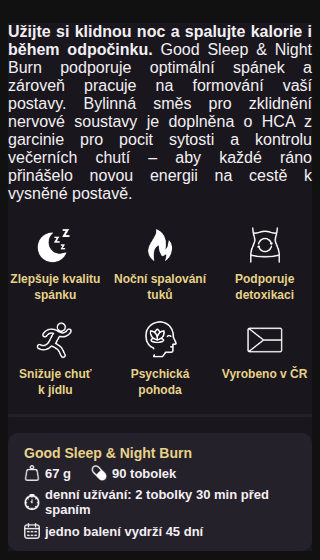 Užijte si klidnou noc a spalujte kalorie i
během odpočinku. Good Sleep & Night
Burn podporuje optimální spánek a
zároveň pracuje na formování vaší
postavy. Bylinná směs pro zklidnění
nervové soustavy je doplněna o HCA z
garcinie pro pocit sytosti a kontrolu
večerních chutí – aby každé ráno
přinášelo novou energii na cestě k
vysněné postavě.
Zlepšuje kvalitu
spánku
Noční spalování
tuků
Podporuje
detoxikaci
Snižuje chuť
k jídlu
Psychická
pohoda
Vyrobeno v ČR
Good Sleep & Night Burn
67 g
90 tobolek
denní užívání: 2 tobolky 30 min před
spaním
jedno balení vydrží 45 dní